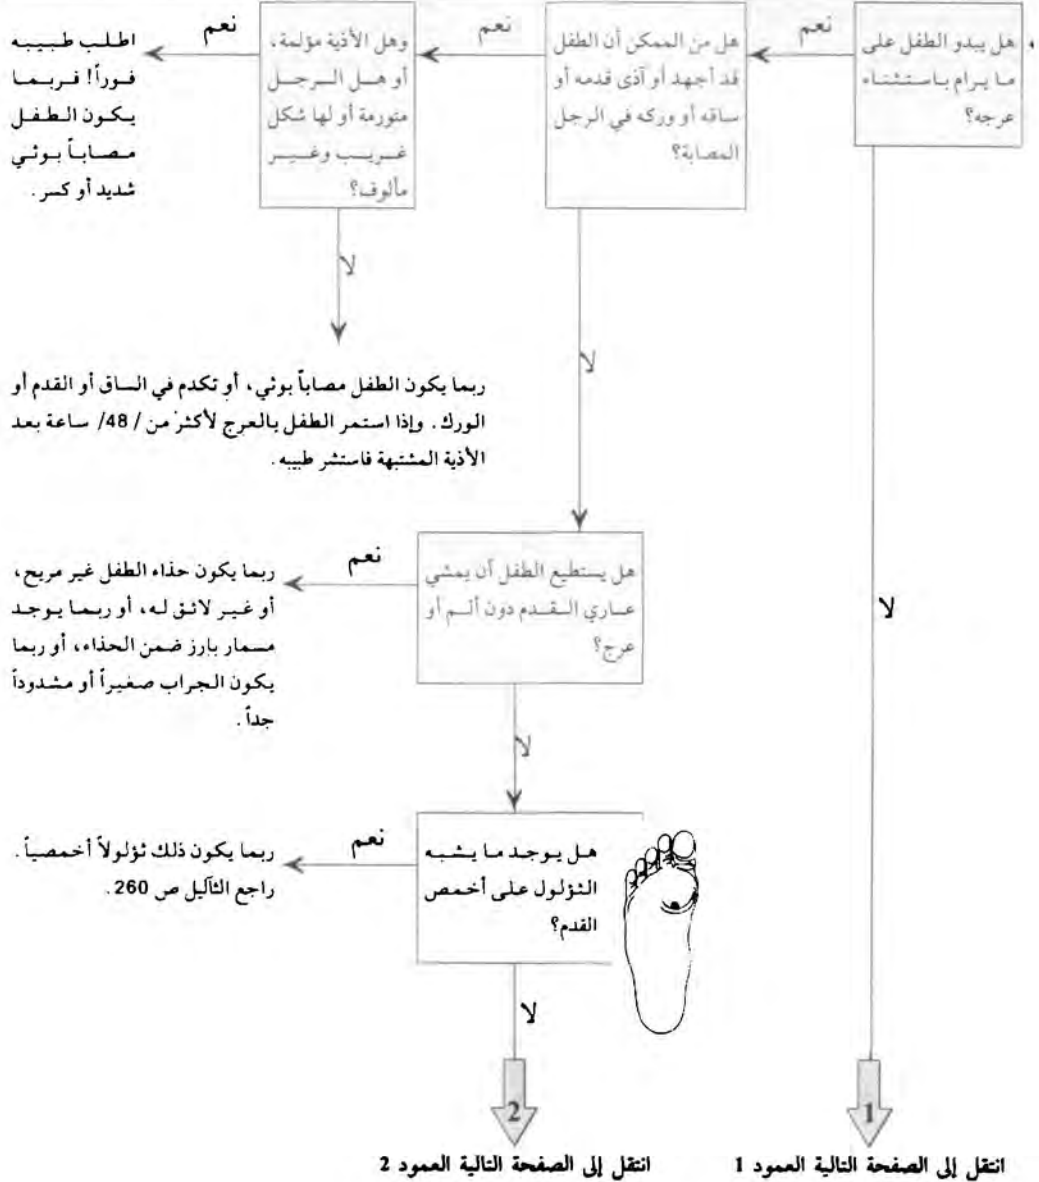 هل يبدو الطفل على
ما يرام باستثناء
عرجه؟
نعم
هل من الممكن أن الطفل
قد أجهد أو آذى قدمه أو
ساقه أو وركه في الرجل
المصابة؟
نعم
وهل الأذية مؤلمة،
أو هل الرجل
متورمة أو لها شكل
غريب وغير
مألوف؟
نعم
اطلب طبيبه
فوراً! فربما
يكون الطفل
مصاباً بوثي
شديد أو كسر.
لا
ربما يكون الطفل مصاباً بوثي، أو تكدم في الساق أو القدم أو
الورك. وإذا استمر الطفل بالعرج لأكثر من /48/ ساعة بعد
الأذية المشتبهة فاستشر طبيبه.
لا
هل يستطيع الطفل أن يمشي
عاري القدم دون ألم أو
عرج؟
نعم
ربما يكون حذاء الطفل غير مريح،
أو غير لائق له، أو ربما يوجد
مسمار بارز ضمن الحذاء، أو ربما
يكون الجراب صغيراً أو مشدوداً
جداً.
لا
لا
هل يوجد ما يشبه
الثؤلول على أخمص
القدم؟
نعم
ربما يكون ذلك ثؤلولاً أخمصياً.
راجع الثآليل ص 260.
لا
1
2
انتقل إلى الصفحة التالية العمود 1
انتقل إلى الصفحة التالية العمود 2